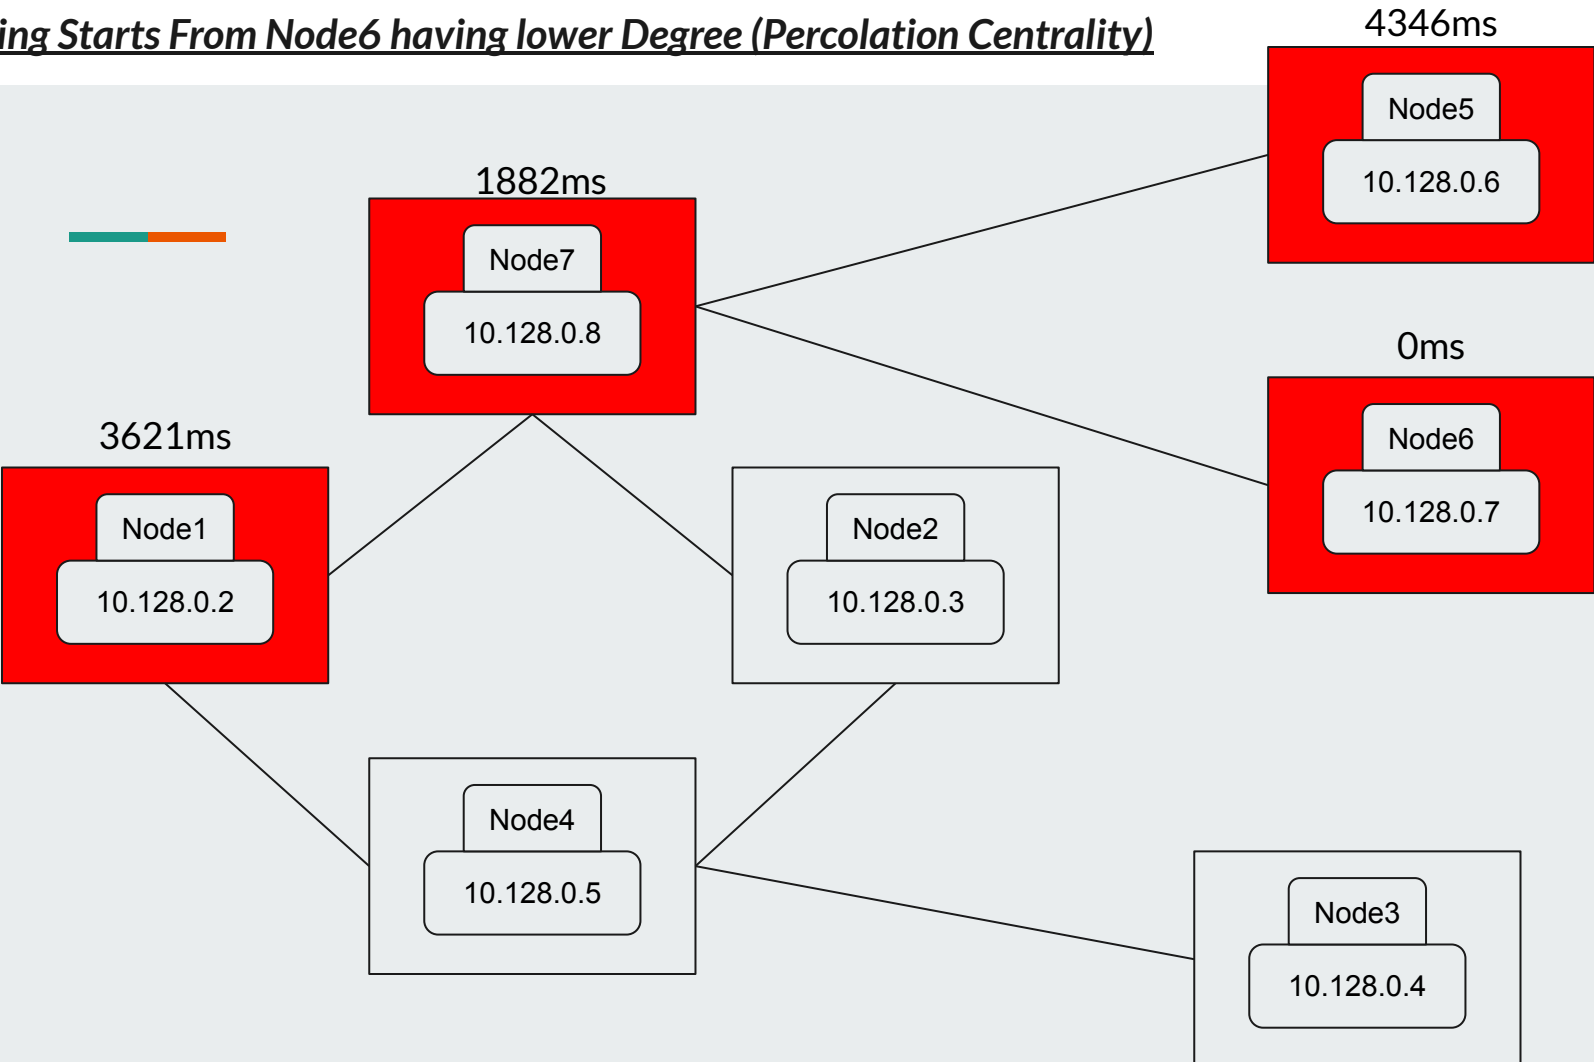 ing Starts From Node6 having lower Degree (Percolation Centrality)
4346ms
Node5
10.128.0.6
1882ms
Node7
10.128.0.8
0ms
Node6
10.128.0.7
3621ms
Node1
10.128.0.2
Node2
10.128.0.3
Node4
10.128.0.5
Node3
10.128.0.4